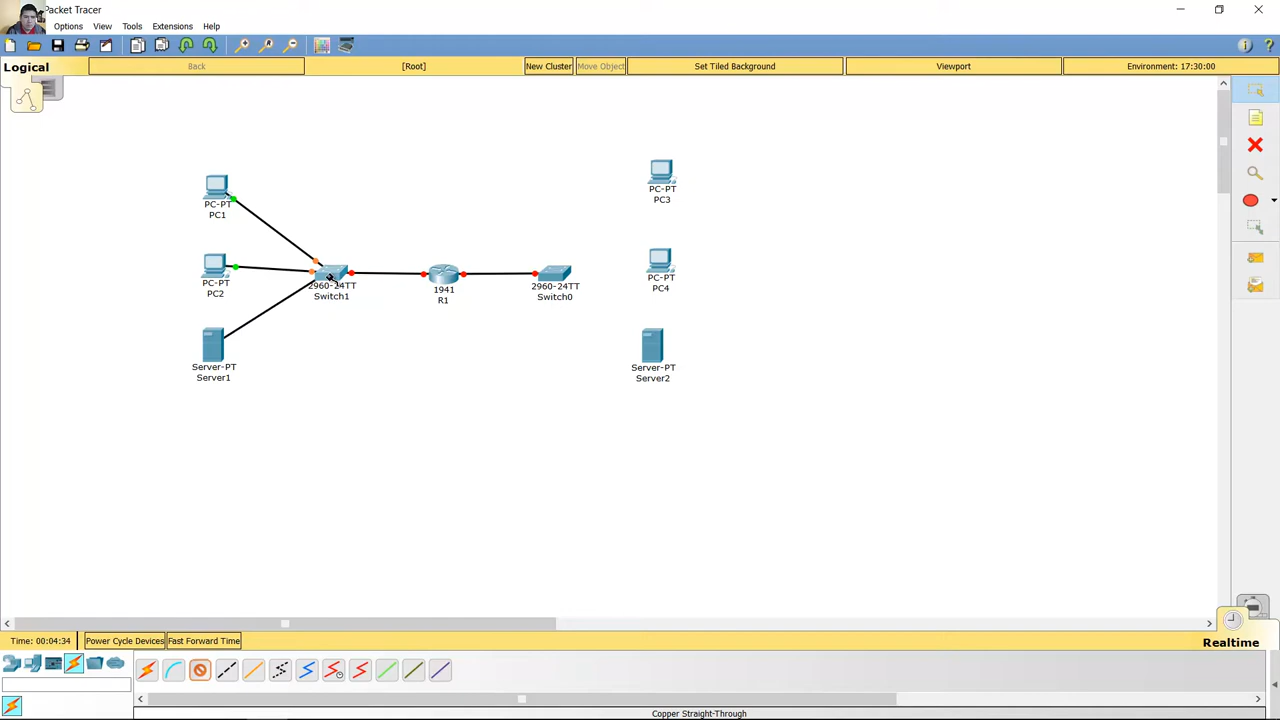 Packet Tracer
Options View Tools Extensions Help
Logical Back [Root] New Cluster Move Object Set Tiled Background Viewport Environment: 17:30:00
PC-PT
PC1
PC-PT
PC2
Server-PT
Server1
2960-24TT
Switch1
1941
R1
2960-24TT
Switch0
PC-PT
PC3
PC-PT
PC4
Server-PT
Server2
Time: 00:04:34 Power Cycle Devices Fast Forward Time Realtime
Copper Straight-Through